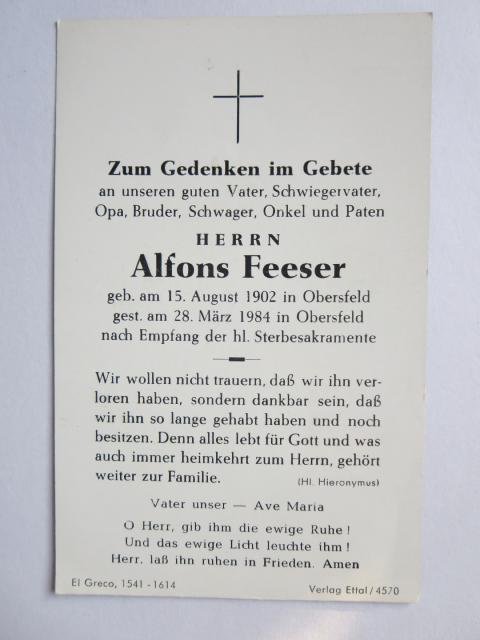 Zum Gedenken im Gebete
an unseren guten Vater, Schwiegervater,
Opa, Bruder, Schwager, Onkel und Paten
HERRN
Alfons Feeser
geb. am 15. August 1902 in Obersfeld
gest. am 28. März 1984 in Obersfeld
nach Empfang der hl. Sterbesakramente
Wir wollen nicht trauern, daß wir ihn ver-
loren haben, sondern dankbar sein, daß
wir ihn so lange gehabt haben und noch
besitzen. Denn alles lebt für Gott und was
auch immer heimkehrt zum Herrn, gehört
weiter zur Familie. (Hl. Hieronymus)
Vater unser — Ave Maria
O Herr, gib ihm die ewige Ruhe!
Und das ewige Licht leuchte ihm!
Herr, laß ihn ruhen in Frieden. Amen
El Greco, 1541 - 1614 Verlag Ettal/4570